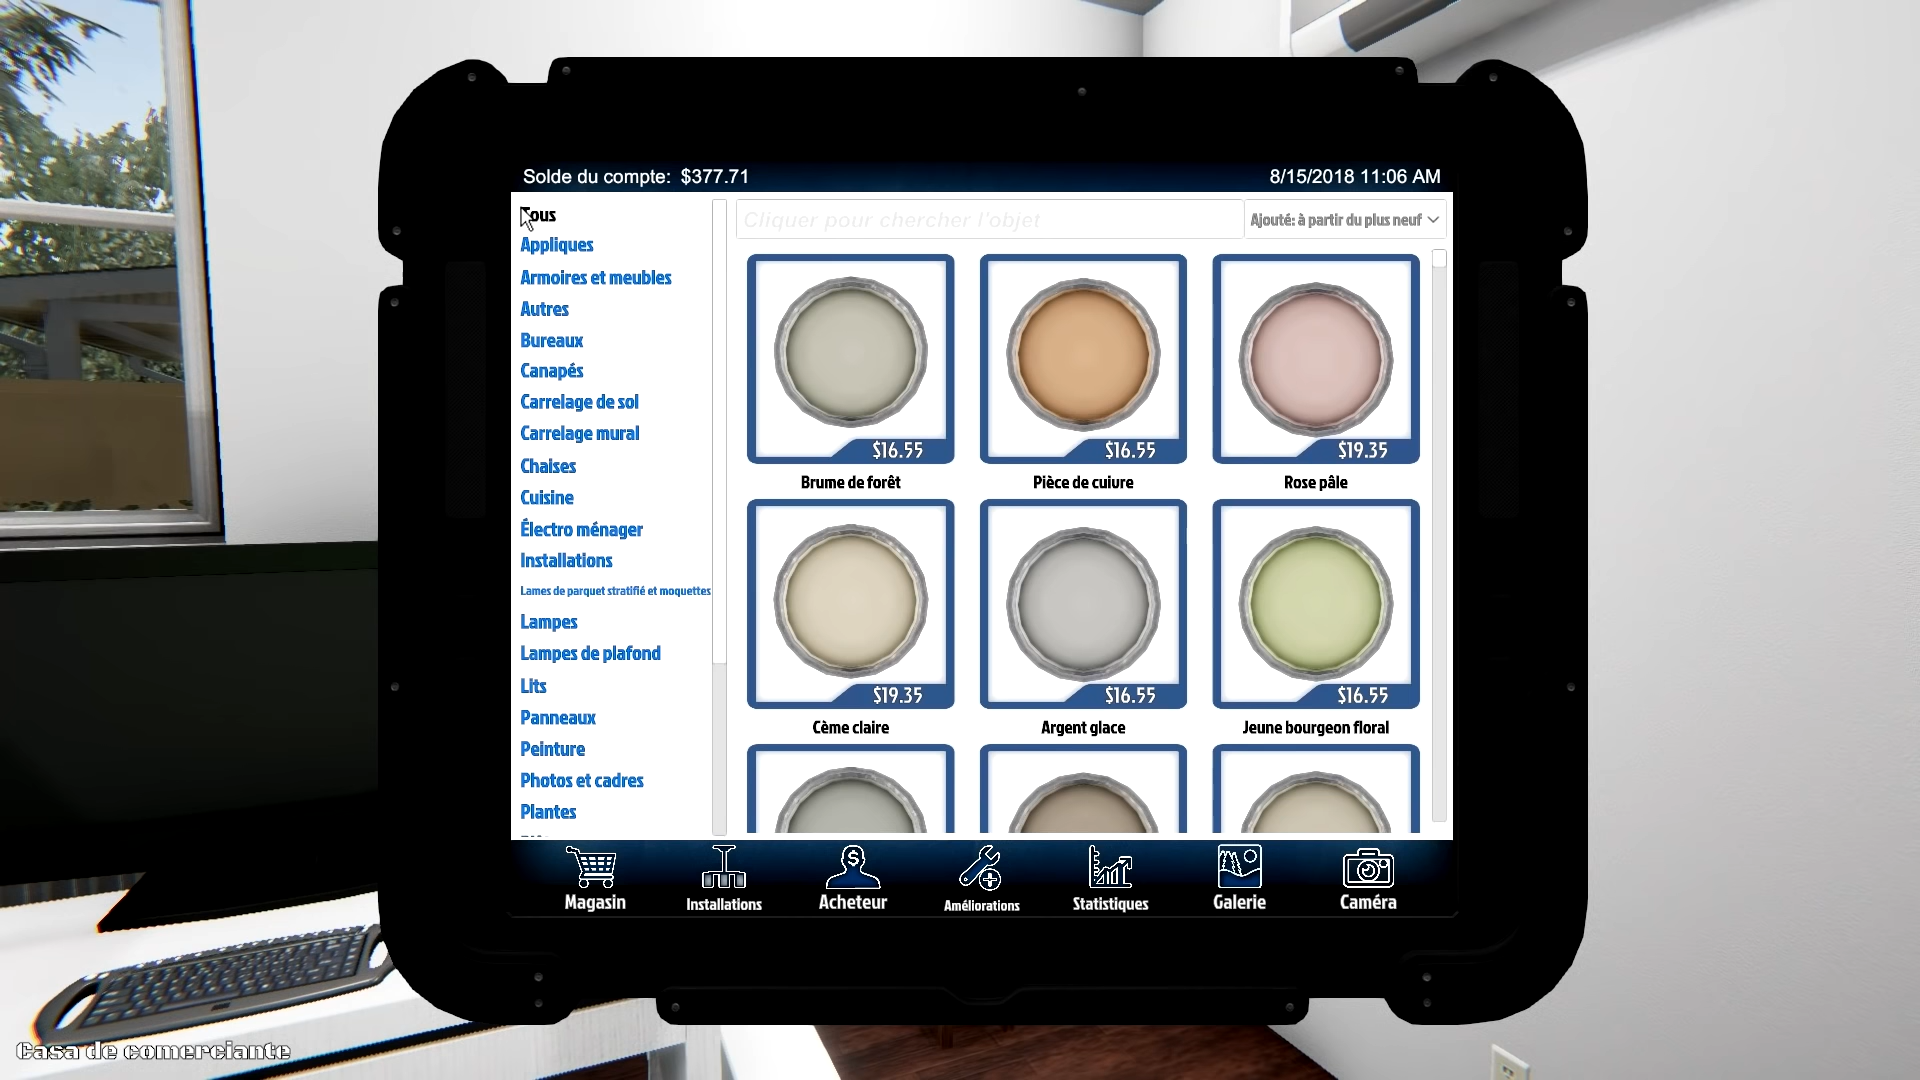 Solde du compte: $377.71
8/15/2018 11:06 AM
Tous
Appliques
Armoires et meubles
Autres
Bureaux
Canapés
Carrelage de sol
Carrelage mural
Chaises
Cuisine
Électro ménager
Installations
Lames de parquet stratifié et moquettes
Lampes
Lampes de plafond
Lits
Panneaux
Peinture
Photos et cadres
Plantes
Cliquer pour chercher l'objet
Ajouté: à partir du plus neuf
$16.55
$16.55
$19.35
Brume de forêt
Pièce de cuivre
Rose pâle
$19.35
$16.55
$16.55
Cème claire
Argent glace
Jeune bourgeon floral
Magasin
Installations
Acheteur
Améliorations
Statistiques
Galerie
Caméra
Casa de comerciante